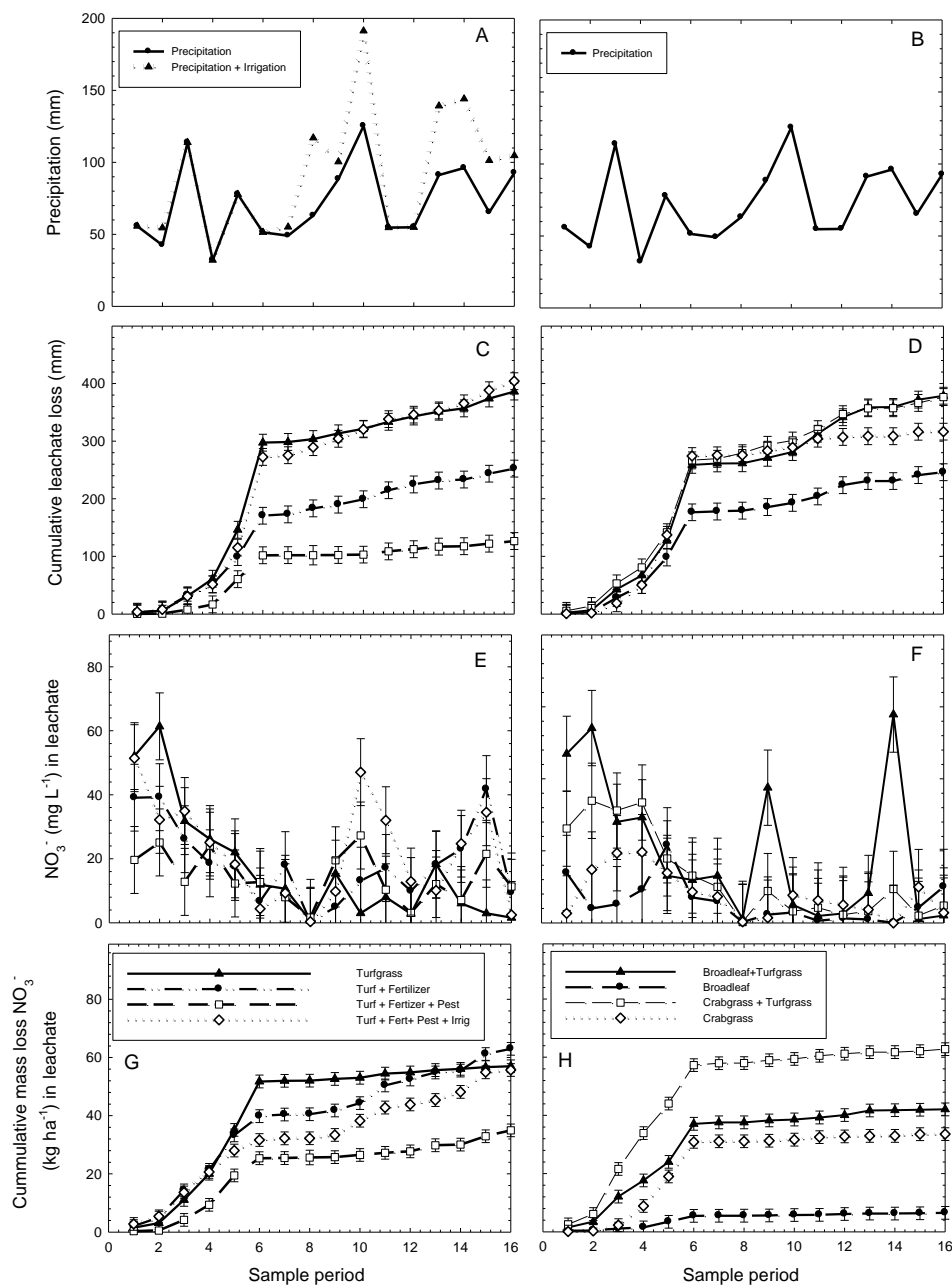 A
Precipitation
Precipitation + Irrigation
200
150
100
50
0
Precipitation (mm)
B
Precipitation
C
400
300
200
100
0
Cumulative leachate loss (mm)
D
E
80
60
40
20
0
NO₃⁻ (mg L⁻¹) in leachate
F
Turfgrass
Turf + Fertilizer
Turf + Fertizer + Pest
Turf + Fert+ Pest + Irrig
G
80
60
40
20
0
Cummulative mass loss NO₃⁻
(kg ha⁻¹) in leachate
0 2 4 6 8 10 12 14 16
Sample period
Broadleaf+Turfgrass
Broadleaf
Crabgrass + Turfgrass
Crabgrass
H
0 2 4 6 8 10 12 14 16
Sample period